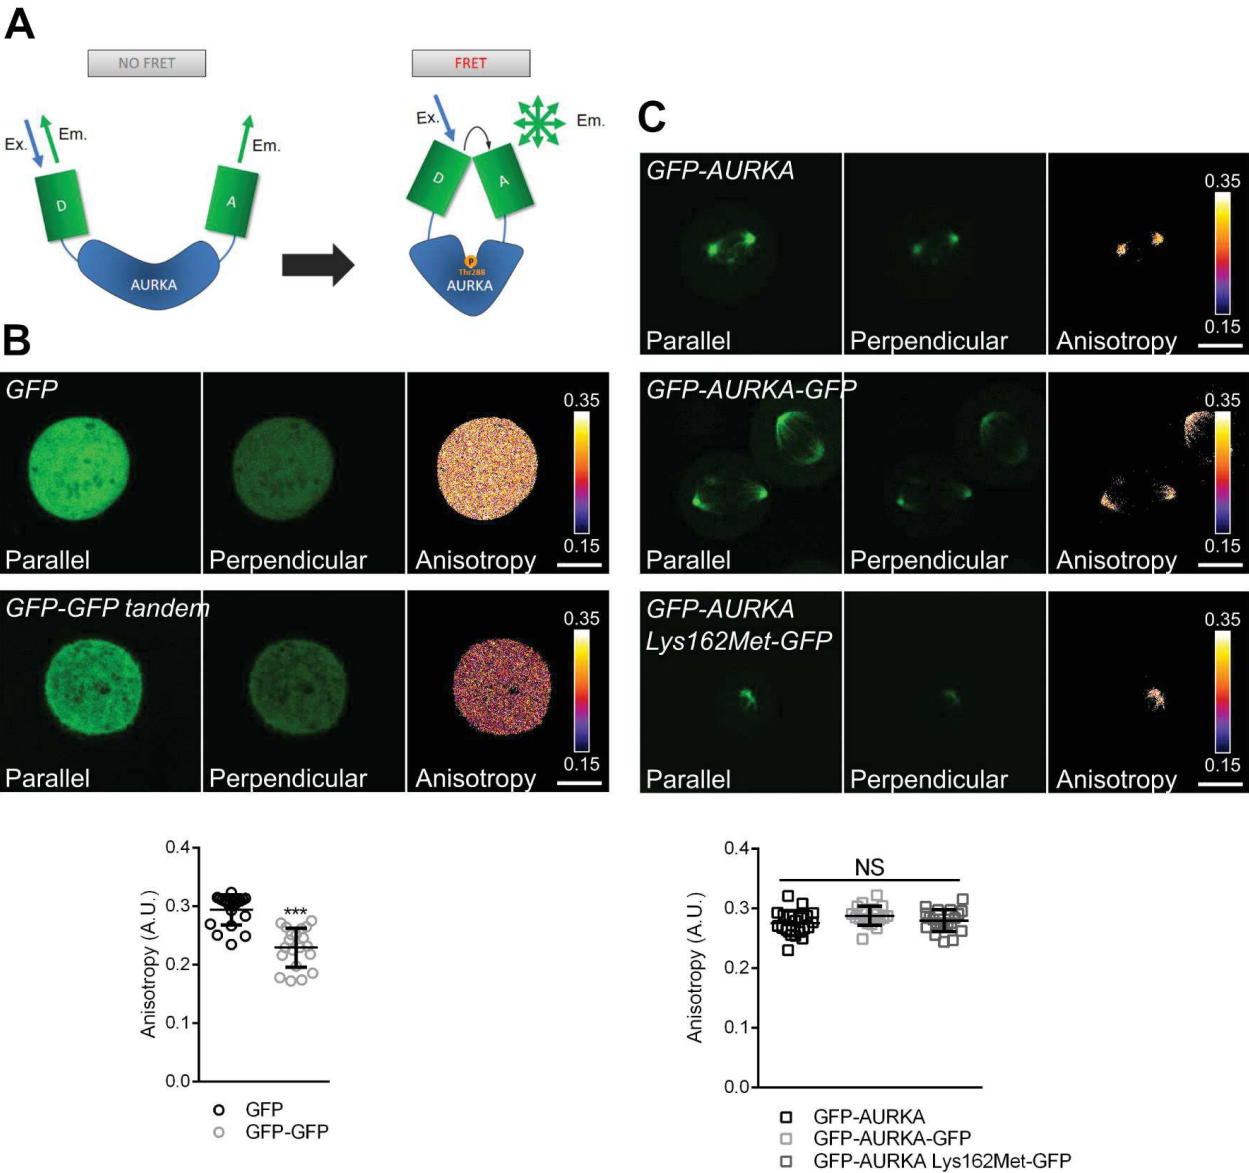 A
NO FRET
FRET
Ex.
Em.
Em.
D
A
AURKA
Ex.
Em.
D
A
P
Thr288
AURKA
B
GFP
0.35
0.15
Parallel
Perpendicular
Anisotropy
GFP-GFP tandem
0.35
0.15
Parallel
Perpendicular
Anisotropy
0.4
0.3
0.2
0.1
0.0
Anisotropy (A.U.)
***
GFP
GFP-GFP
C
GFP-AURKA
0.35
0.15
Parallel
Perpendicular
Anisotropy
GFP-AURKA-GFP
0.35
0.15
Parallel
Perpendicular
Anisotropy
GFP-AURKA
Lys162Met-GFP
0.35
0.15
Parallel
Perpendicular
Anisotropy
0.4
0.3
0.2
0.1
0.0
Anisotropy (A.U.)
NS
GFP-AURKA
GFP-AURKA-GFP
GFP-AURKA Lys162Met-GFP